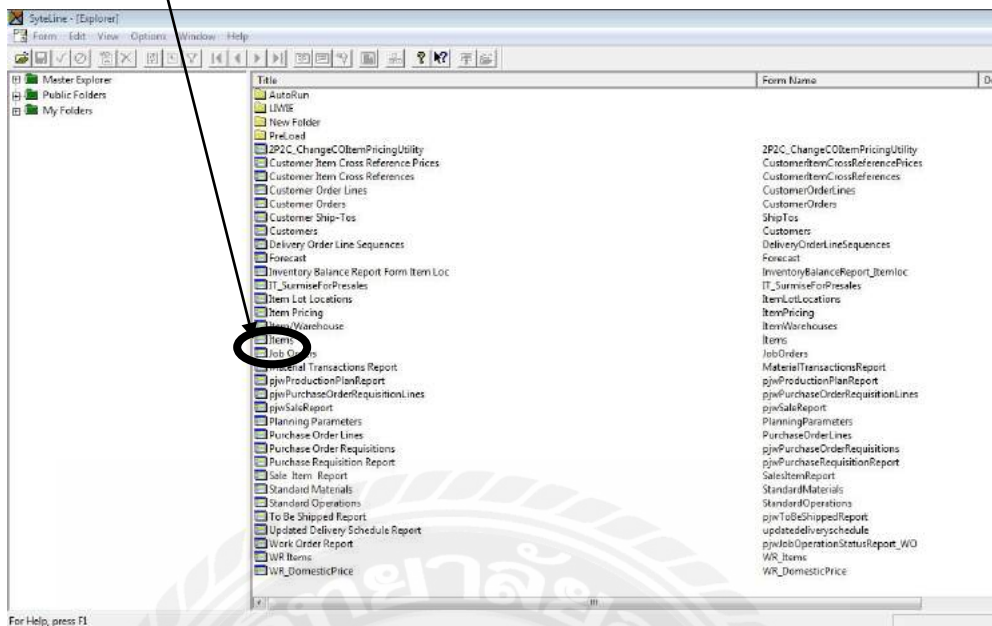 SyteLine - [Explorer]
Form Edit View Options Window Help
Master Explorer
Public Folders
My Folders
Title Form Name
AutoRun
LIWIE
New Folder
PreLoad
2P2C_ChangeCOItemPricingUtility 2P2C_ChangeCOItemPricingUtility
Customer Item Cross Reference Prices CustomerItemCrossReferencePrices
Customer Item Cross References CustomerItemCrossReferences
Customer Order Lines CustomerOrderLines
Customer Orders CustomerOrders
Customer Ship-Tos ShipTos
Customers Customers
Delivery Order Line Sequences DeliveryOrderLineSequences
Forecast Forecast
Inventory Balance Report Form Item Loc InventoryBalanceReport_Itemloc
IT_SurmiseForPresales IT_SurmiseForPresales
Item Lot Locations ItemLotLocations
Item Pricing ItemPricing
Item/Warehouse ItemWarehouses
Items Items
Job Orders JobOrders
Material Transactions Report MaterialTransactionsReport
pjwProductionPlanReport pjwProductionPlanReport
pjwPurchaseOrderRequisitionLines pjwPurchaseOrderRequisitionLines
pjwSaleReport pjwSaleReport
Planning Parameters PlanningParameters
Purchase Order Lines PurchaseOrderLines
Purchase Order Requisitions pjwPurchaseOrderRequisitions
Purchase Requisition Report pjwPurchaseRequisitionReport
Sale Item Report SalesItemReport
Standard Materials StandardMaterials
Standard Operations StandardOperations
To Be Shipped Report pjwToBeShippedReport
Updated Delivery Schedule Report updateddeliveryschedule
Work Order Report pjwJobOperationStatusReport_WO
WR Items WR_Items
WR_DomesticPrice WR_DomesticPrice
For Help, press F1